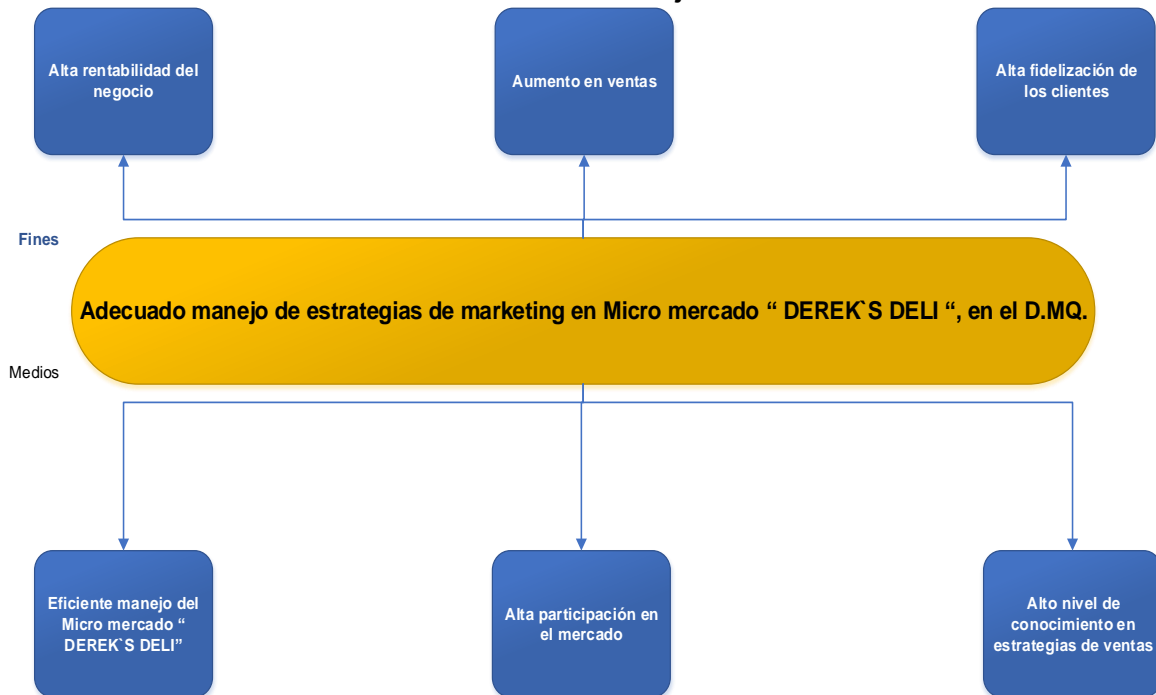 Alta rentabilidad del
negocio
Aumento en ventas
Alta fidelización de
los clientes
Fines
Adecuado manejo de estrategias de marketing en Micro mercado “ DEREK`S DELI “, en el D.MQ.
Medios
Eficiente manejo del
Micro mercado “
DEREK`S DELI”
Alta participación en
el mercado
Alto nivel de
conocimiento en
estrategias de ventas